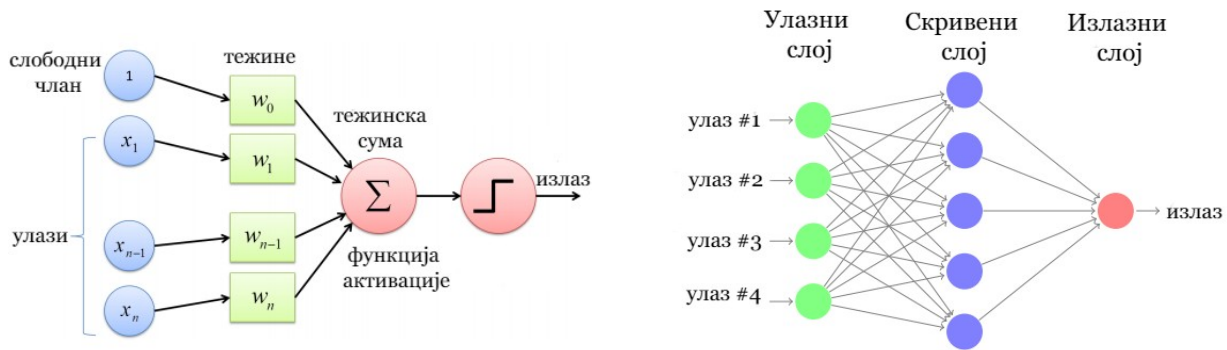 слободни
члан
1
тежине
w₀
x₁
w₁
тежинска
сума
Σ
излаз
улази
xₙ₋₁
wₙ₋₁
функција
активације
xₙ
wₙ
Улазни
слој
Скривени
слој
Излазни
слој
улаз #1
улаз #2
улаз #3
улаз #4
излаз